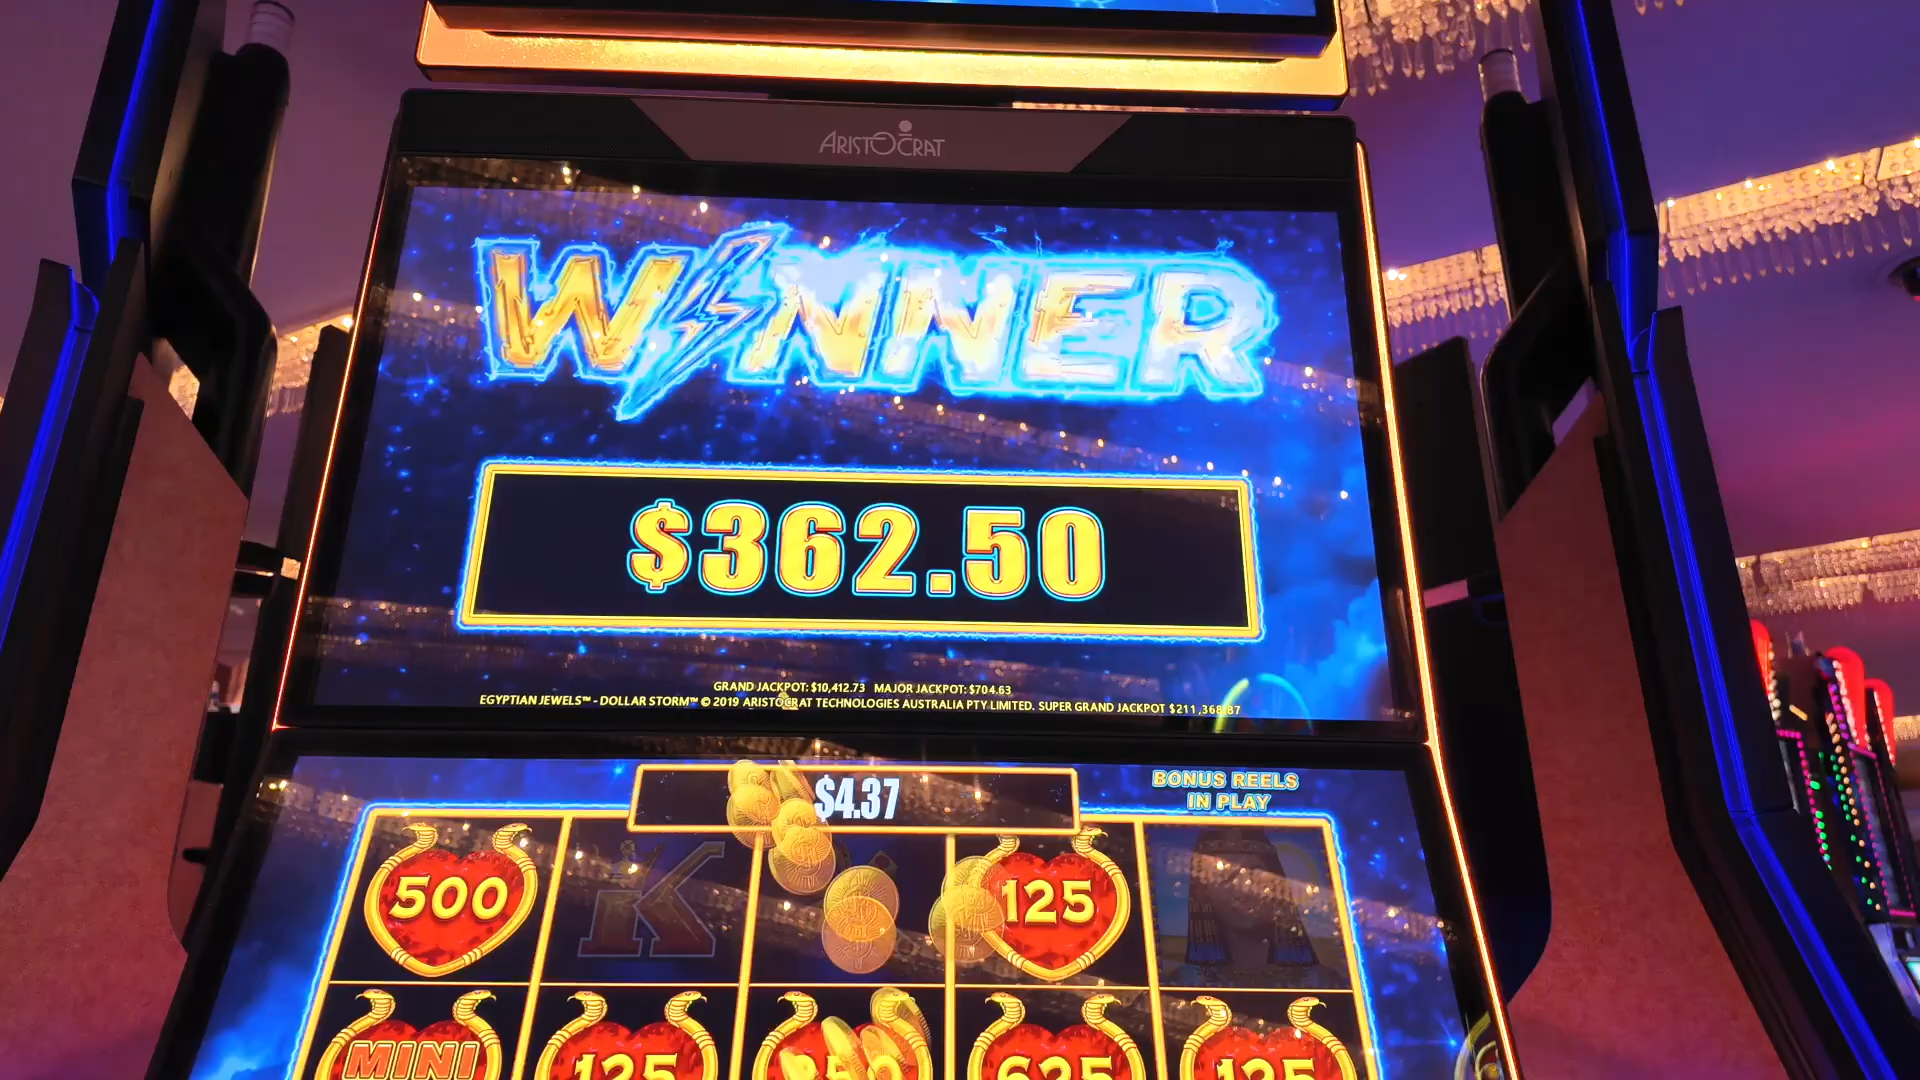 ARISTOCRAT
WINNER
$362.50
GRAND JACKPOT: $10,412.73 MAJOR JACKPOT: $704.63
EGYPTIAN JEWELS™ - DOLLAR STORM™ © 2019 ARISTOCRAT TECHNOLOGIES AUSTRALIA PTY LIMITED. SUPER GRAND JACKPOT $211,368.87
$4.37
BONUS REELS
IN PLAY
500
K
125
MINI
125
625
125